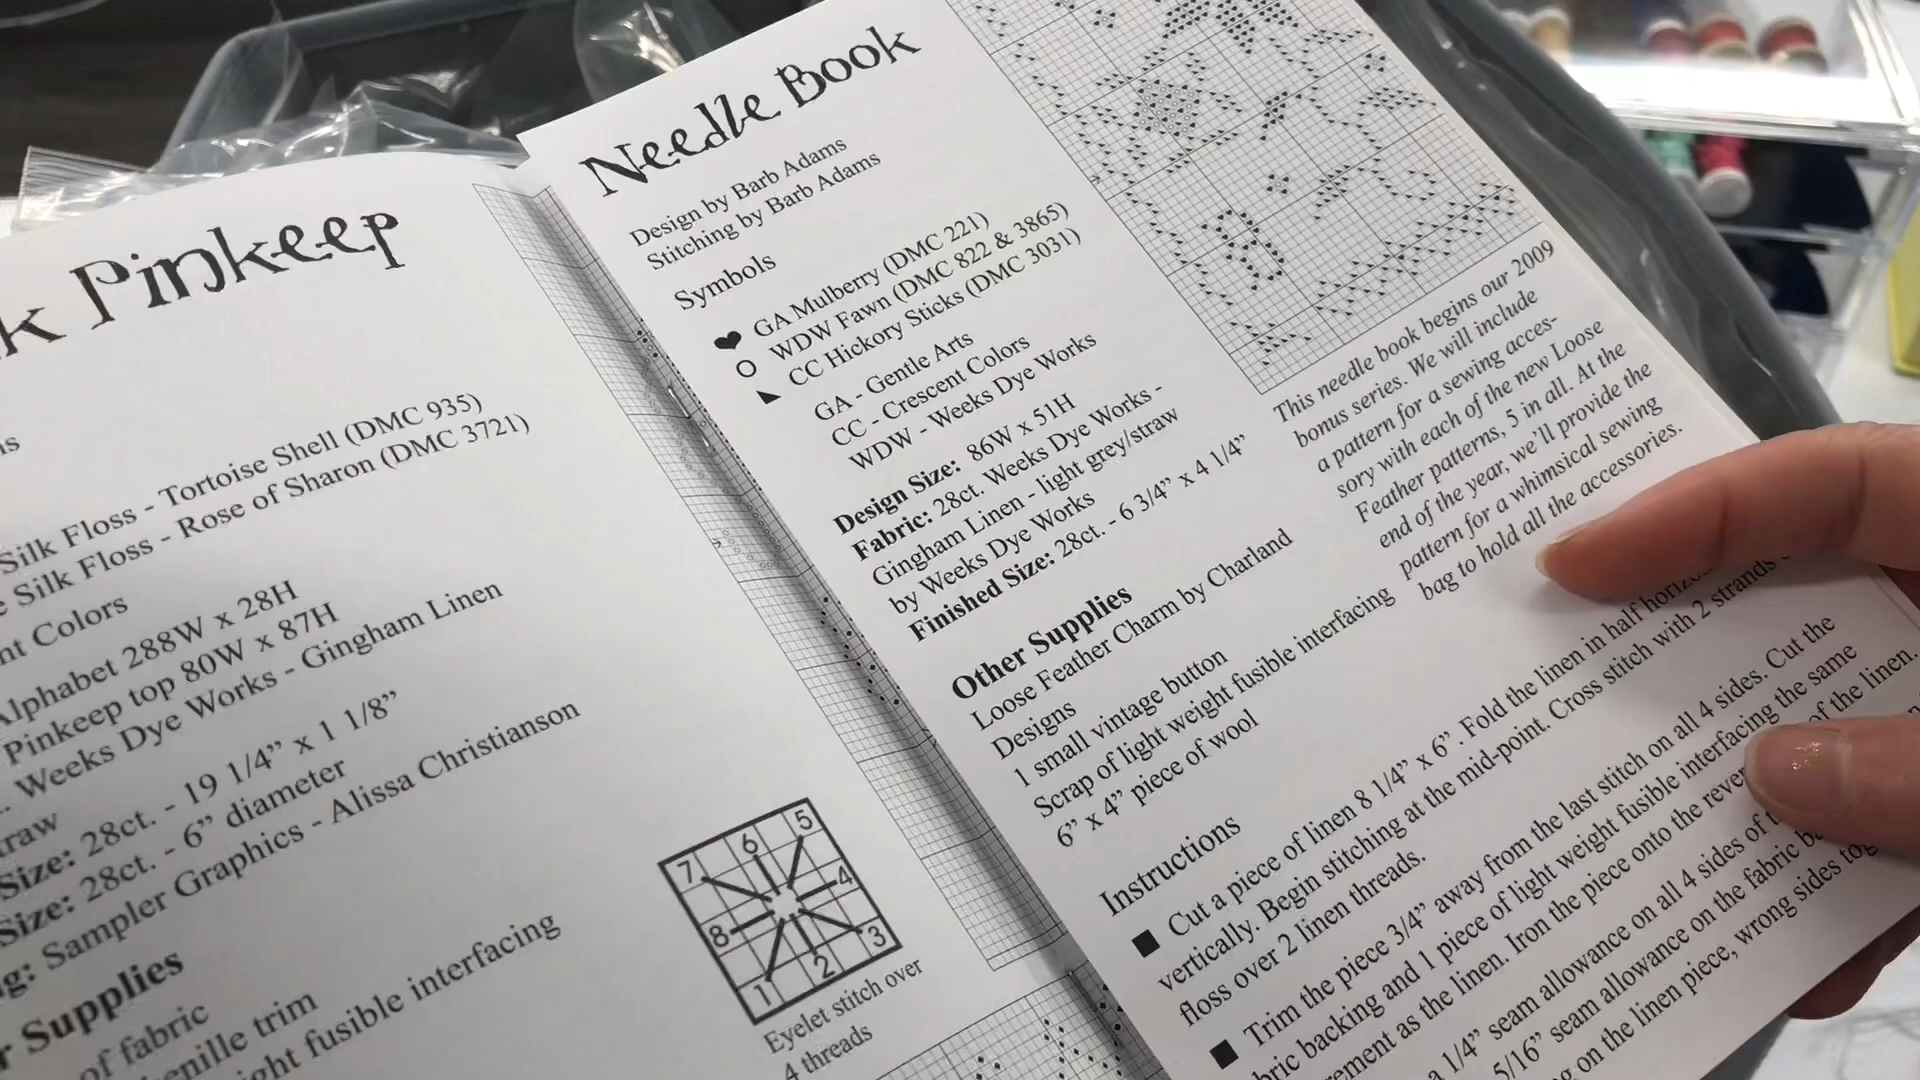 k Pinkeep
Silk Floss - Tortoise Shell (DMC 935)
Silk Floss - Rose of Sharon (DMC 3721)
nt Colors
Alphabet 288W x 28H
Pinkeep top 80W x 87H
Weeks Dye Works - Gingham Linen
raw
Size: 28ct. - 19 1/4” x 1 1/8”
Size: 28ct. - 6” diameter
g: Sampler Graphics - Alissa Christianson
r Supplies
of fabric
henille trim
ight fusible interfacing
7 6 5
4
8
1 2 3
Eyelet stitch over
4 threads
Needle Book
Design by Barb Adams
Stitching by Barb Adams
Symbols
♥ GA Mulberry (DMC 221)
O WDW Fawn (DMC 822 & 3865)
◣ CC Hickory Sticks (DMC 3031)
GA - Gentle Arts
CC - Crescent Colors
WDW - Weeks Dye Works
Design Size: 86W x 51H
Fabric: 28ct. Weeks Dye Works -
Gingham Linen - light grey/straw
by Weeks Dye Works
Finished Size: 28ct. - 6 3/4” x 4 1/4”
Other Supplies
Loose Feather Charm by Charland
Designs
1 small vintage button
Scrap of light weight fusible interfacing
6” x 4” piece of wool
This needle book begins our 2009
bonus series. We will include
a pattern for a sewing acces-
sory with each of the new Loose
Feather patterns, 5 in all. At the
end of the year, we’ll provide the
pattern for a whimsical sewing
bag to hold all the accessories.
Instructions
■ Cut a piece of linen 8 1/4” x 6”. Fold the linen in half
vertically. Begin stitching at the mid-point. Cross stitch with 2 strands
floss over 2 linen threads.
■ Trim the piece 3/4” away from the last stitch on all 4 sides. Cut the
bric backing and 1 piece of light weight fusible interfacing the same
rement as the linen. Iron the piece onto the of the linen.
a 1/4” seam allowance on all 4 sides of
5/16” seam allowance on the fabric
g on the linen piece, wrong sides